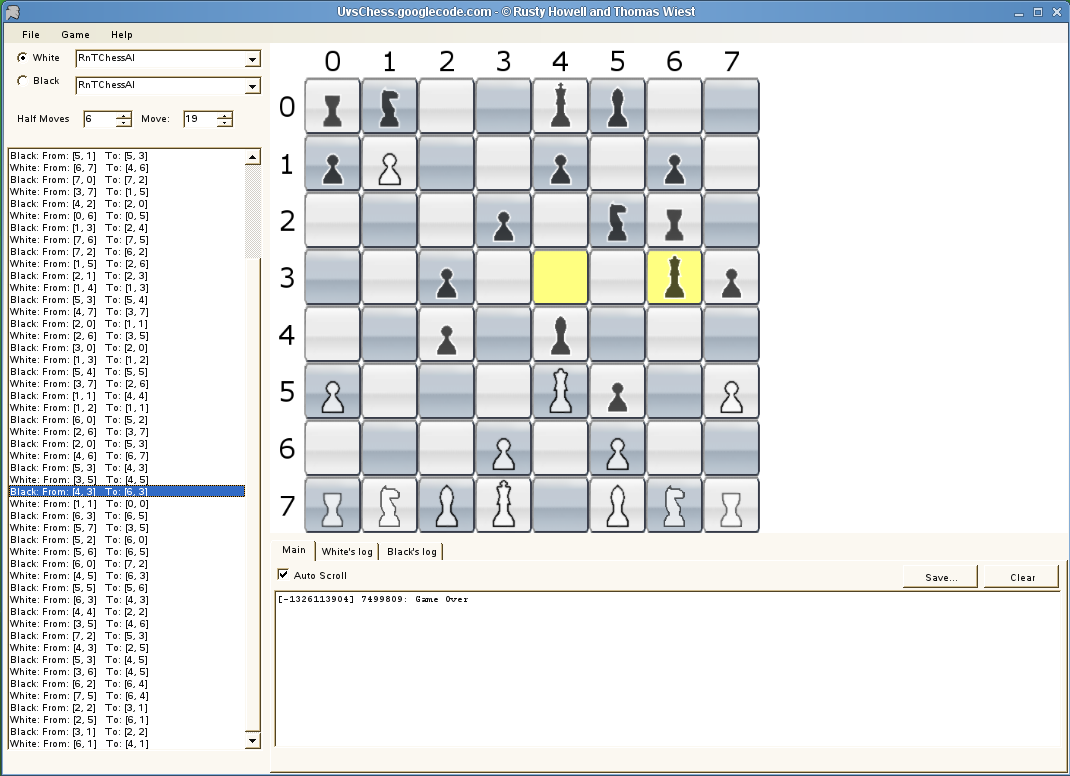 UvsChess.googlecode.com - © Rusty Howell and Thomas Wiest
File Game Help
White RnTChessAI
Black RnTChessAI
Half Moves 6 Move: 19
Black: From: [5, 1] To: [5, 3]
White: From: [6, 7] To: [4, 6]
Black: From: [7, 0] To: [7, 2]
White: From: [3, 7] To: [1, 5]
Black: From: [4, 2] To: [2, 0]
White: From: [0, 6] To: [0, 5]
Black: From: [1, 3] To: [2, 4]
White: From: [7, 6] To: [7, 5]
Black: From: [7, 2] To: [6, 2]
White: From: [1, 5] To: [2, 6]
Black: From: [2, 1] To: [2, 3]
White: From: [1, 4] To: [1, 3]
Black: From: [5, 3] To: [5, 4]
White: From: [4, 7] To: [3, 7]
Black: From: [2, 0] To: [1, 1]
White: From: [2, 6] To: [3, 5]
Black: From: [3, 0] To: [2, 0]
White: From: [1, 3] To: [1, 2]
Black: From: [5, 4] To: [5, 5]
White: From: [3, 7] To: [2, 6]
Black: From: [1, 1] To: [4, 4]
White: From: [1, 2] To: [1, 1]
Black: From: [6, 0] To: [5, 2]
White: From: [2, 6] To: [3, 7]
Black: From: [2, 0] To: [5, 3]
White: From: [4, 6] To: [6, 7]
Black: From: [5, 3] To: [4, 3]
White: From: [3, 5] To: [4, 5]
Black: From: [4, 3] To: [6, 3]
White: From: [1, 1] To: [0, 0]
Black: From: [6, 3] To: [6, 5]
White: From: [5, 7] To: [3, 5]
Black: From: [5, 2] To: [6, 0]
White: From: [5, 6] To: [6, 5]
Black: From: [6, 0] To: [7, 2]
White: From: [4, 5] To: [6, 3]
Black: From: [5, 5] To: [5, 6]
White: From: [6, 3] To: [4, 3]
Black: From: [4, 4] To: [2, 2]
White: From: [3, 5] To: [4, 6]
Black: From: [7, 2] To: [5, 3]
White: From: [4, 3] To: [2, 5]
Black: From: [5, 3] To: [4, 5]
White: From: [3, 6] To: [4, 5]
Black: From: [6, 2] To: [6, 4]
White: From: [7, 5] To: [6, 4]
Black: From: [2, 2] To: [3, 1]
White: From: [2, 5] To: [6, 1]
Black: From: [3, 1] To: [2, 2]
White: From: [6, 1] To: [4, 1]
0 1 2 3 4 5 6 7
0
1
2
3
4
5
6
7
Main White's log Black's log
Auto Scroll Save... Clear
[-1326113904] 7499809: Game Over